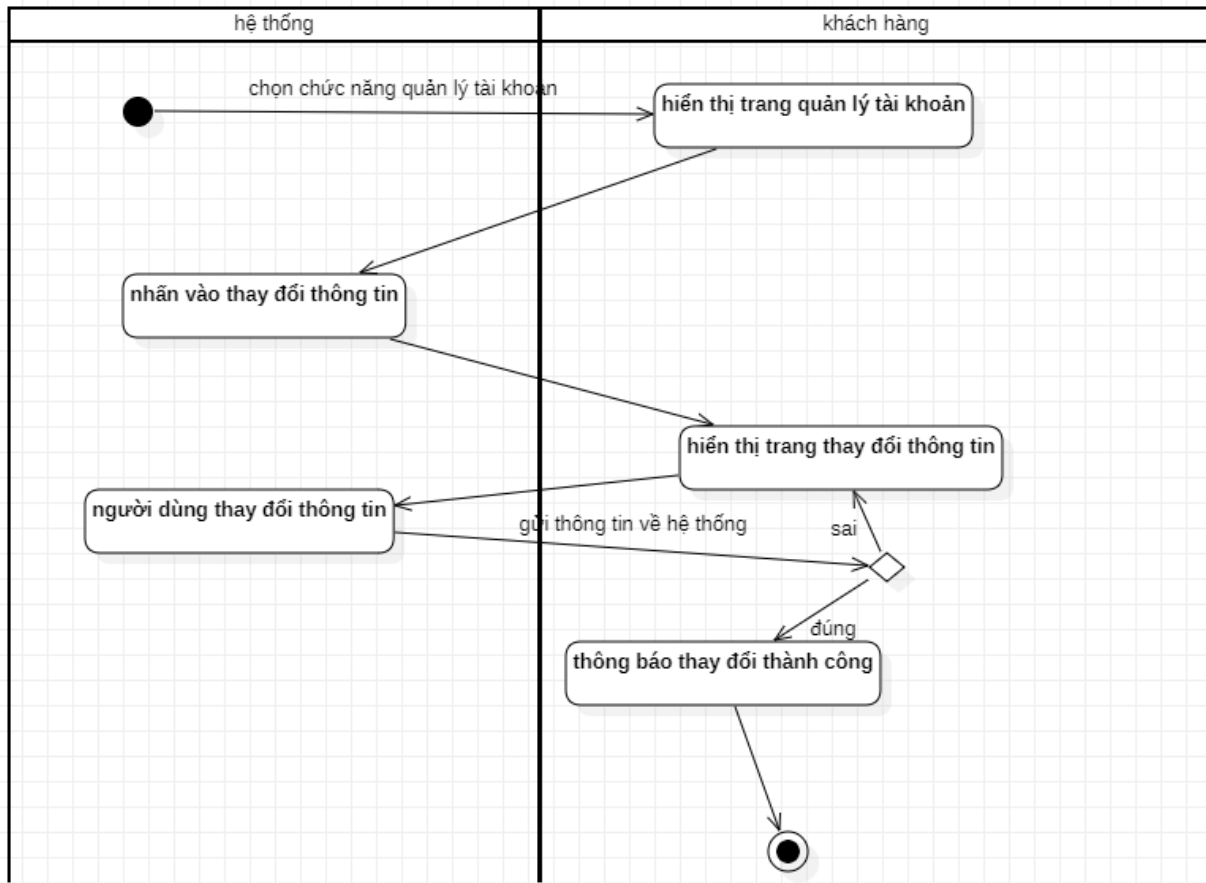 hệ thống
khách hàng
chọn chức năng quản lý tài khoản
hiển thị trang quản lý tài khoản
nhấn vào thay đổi thông tin
hiển thị trang thay đổi thông tin
người dùng thay đổi thông tin
gửi thông tin về hệ thống
sai
đúng
thông báo thay đổi thành công